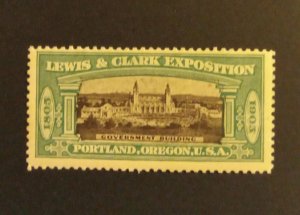 LEWIS & CLARK EXPOSITION
1805
1905
GOVERNMENT BUILDING
PORTLAND, OREGON, U.S.A.